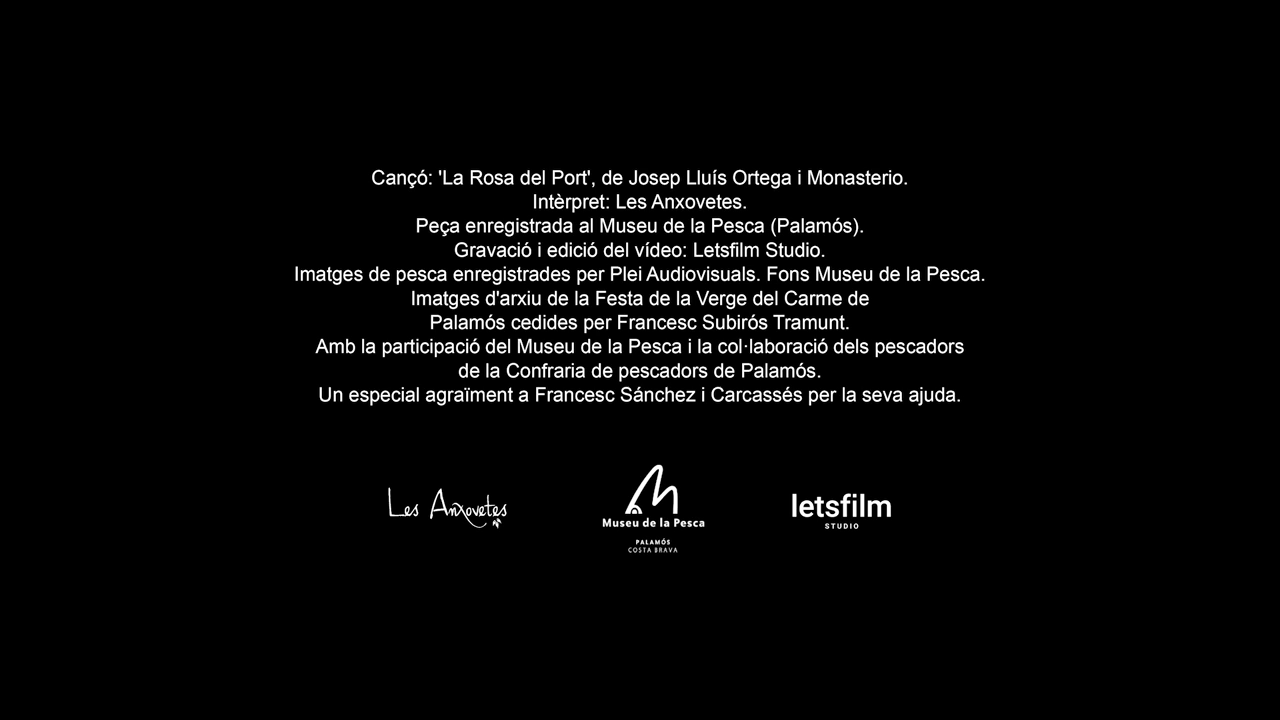 Cançó: 'La Rosa del Port', de Josep Lluís Ortega i Monasterio.
Intèrpret: Les Anxovetes.
Peça enregistrada al Museu de la Pesca (Palamós).
Gravació i edició del vídeo: Letsfilm Studio.
Imatges de pesca enregistrades per Plei Audiovisuals. Fons Museu de la Pesca.
Imatges d'arxiu de la Festa de la Verge del Carme de
Palamós cedides per Francesc Subirós Tramunt.
Amb la participació del Museu de la Pesca i la col·laboració dels pescadors
de la Confraria de pescadors de Palamós.
Un especial agraïment a Francesc Sánchez i Carcassés per la seva ajuda.
Les Anxovetes
Museu de la Pesca
PALAMÓS
COSTA BRAVA
letsfilm
STUDIO